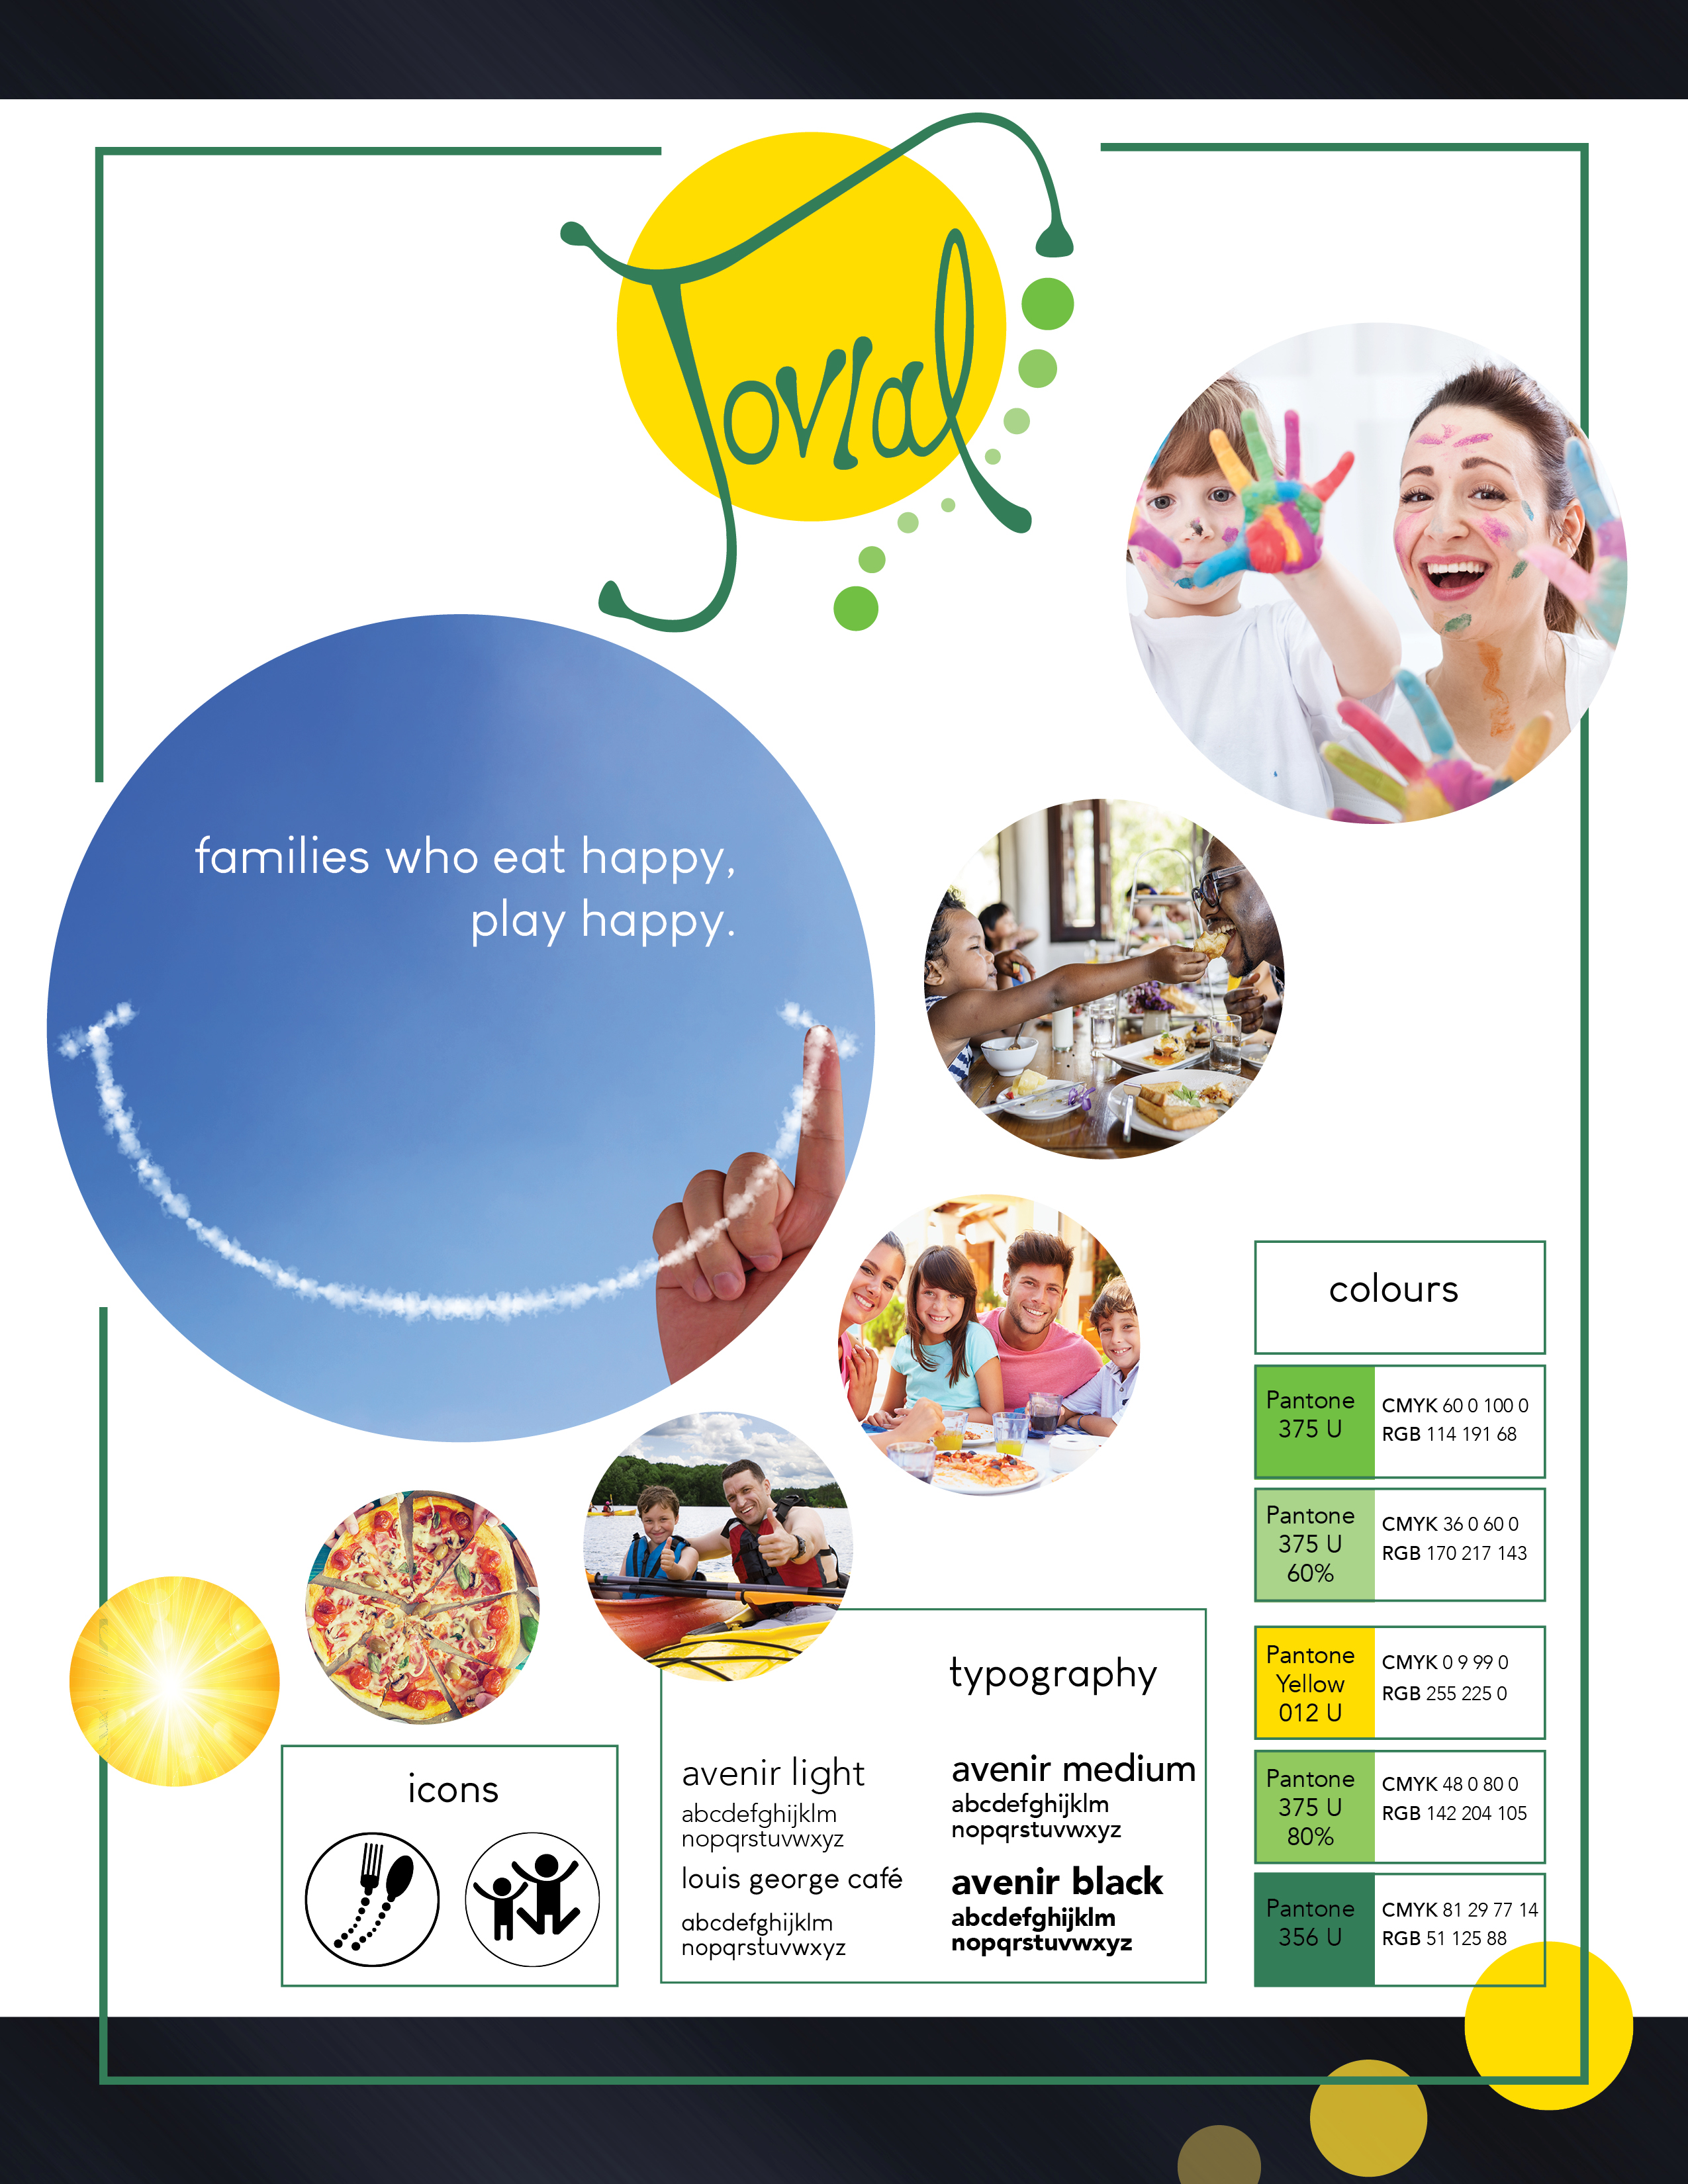 Jovial
families who eat happy,
play happy.
colours
Pantone
375 U
CMYK 60 0 100 0
RGB 114 191 68
Pantone
375 U
60%
CMYK 36 0 60 0
RGB 170 217 143
Pantone
Yellow
012 U
CMYK 0 9 99 0
RGB 255 225 0
Pantone
375 U
80%
CMYK 48 0 80 0
RGB 142 204 105
Pantone
356 U
CMYK 81 29 77 14
RGB 51 125 88
typography
avenir light
abcdefghijklm
nopqrstuvwxyz
louis george café
abcdefghijklm
nopqrstuvwxyz
avenir medium
abcdefghijklm
nopqrstuvwxyz
avenir black
abcdefghijklm
nopqrstuvwxyz
icons